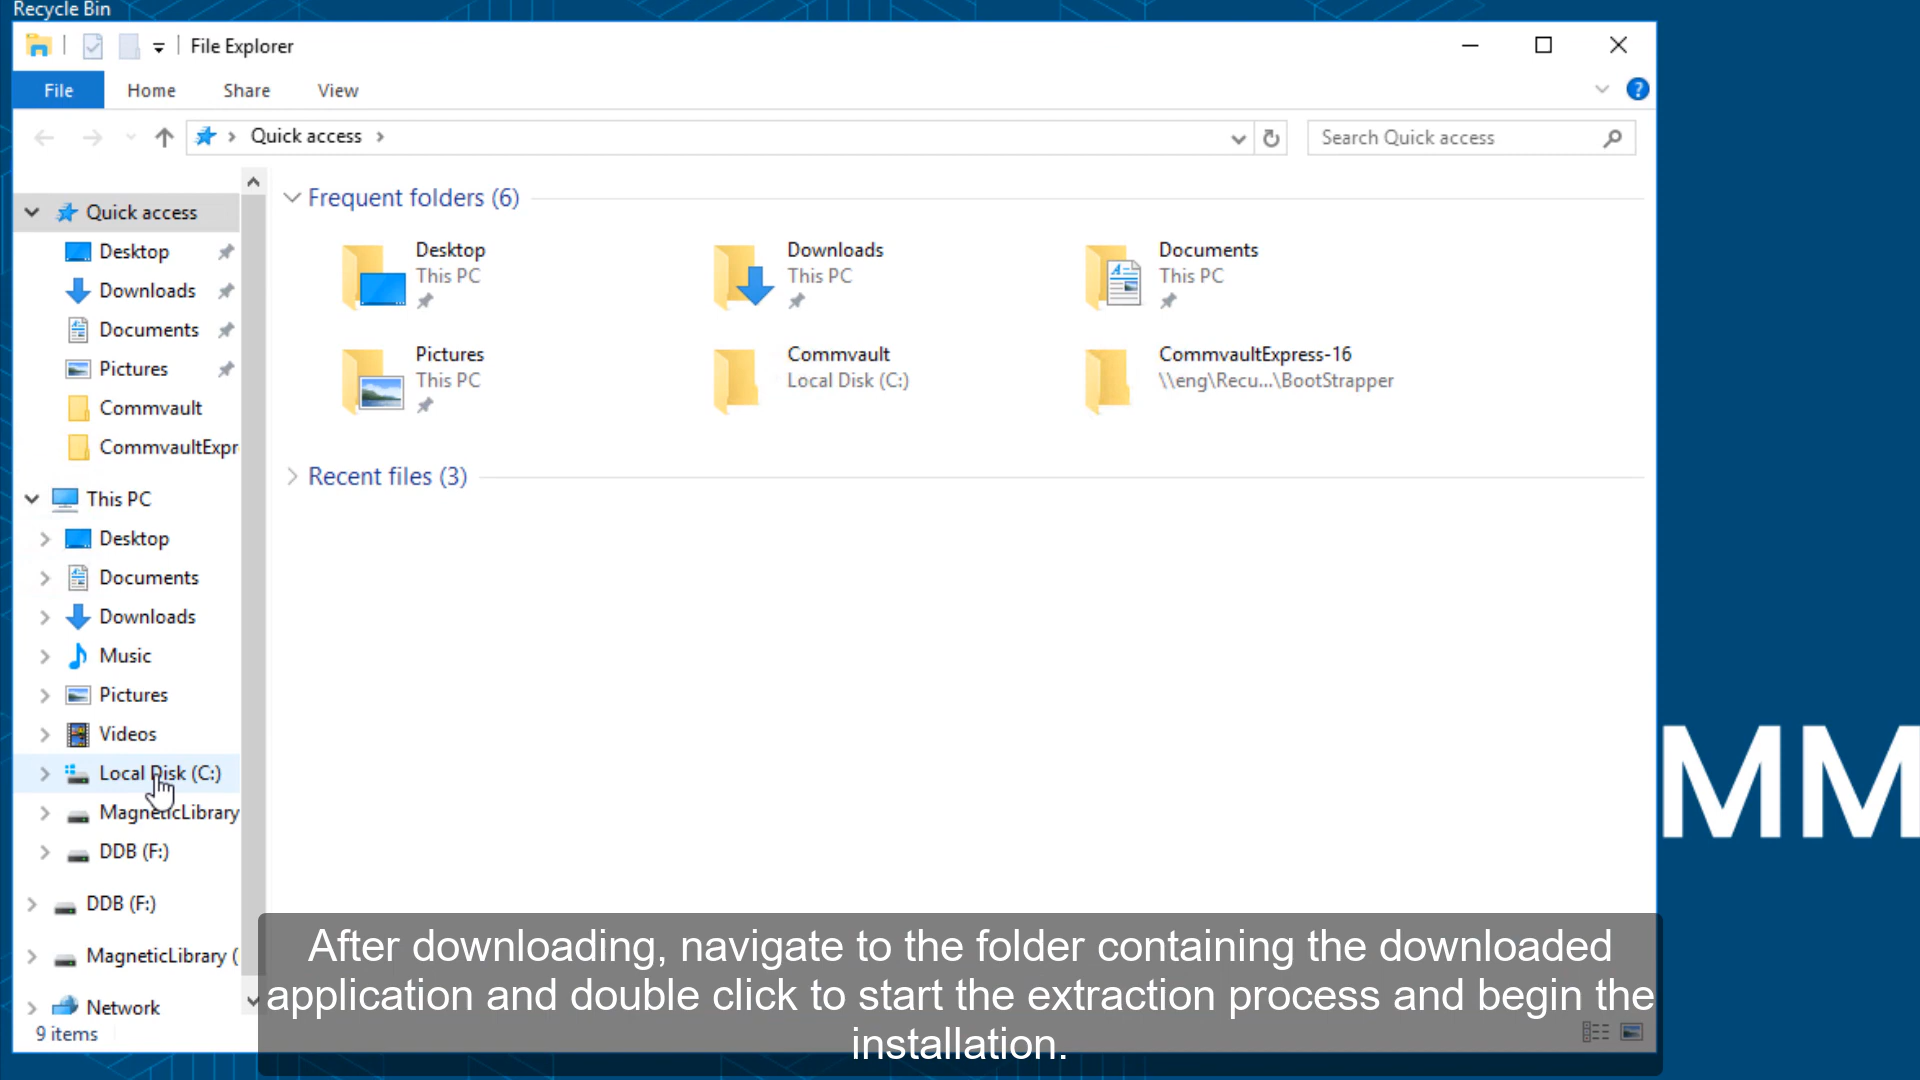 Recycle Bin
File Explorer
File Home Share View
Quick access
Search Quick access
Quick access
Desktop
Downloads
Documents
Pictures
Commvault
CommvaultExpr
This PC
Desktop
Documents
Downloads
Music
Pictures
Videos
Local Disk (C:)
MagneticLibrary
DDB (F:)
DDB (F:)
MagneticLibrary (
Network
9 items
Frequent folders (6)
Desktop
This PC
Downloads
This PC
Documents
This PC
Pictures
This PC
Commvault
Local Disk (C:)
CommvaultExpress-16
\\eng\Recu...\BootStrapper
Recent files (3)
MM
After downloading, navigate to the folder containing the downloaded
application and double click to start the extraction process and begin the
installation.